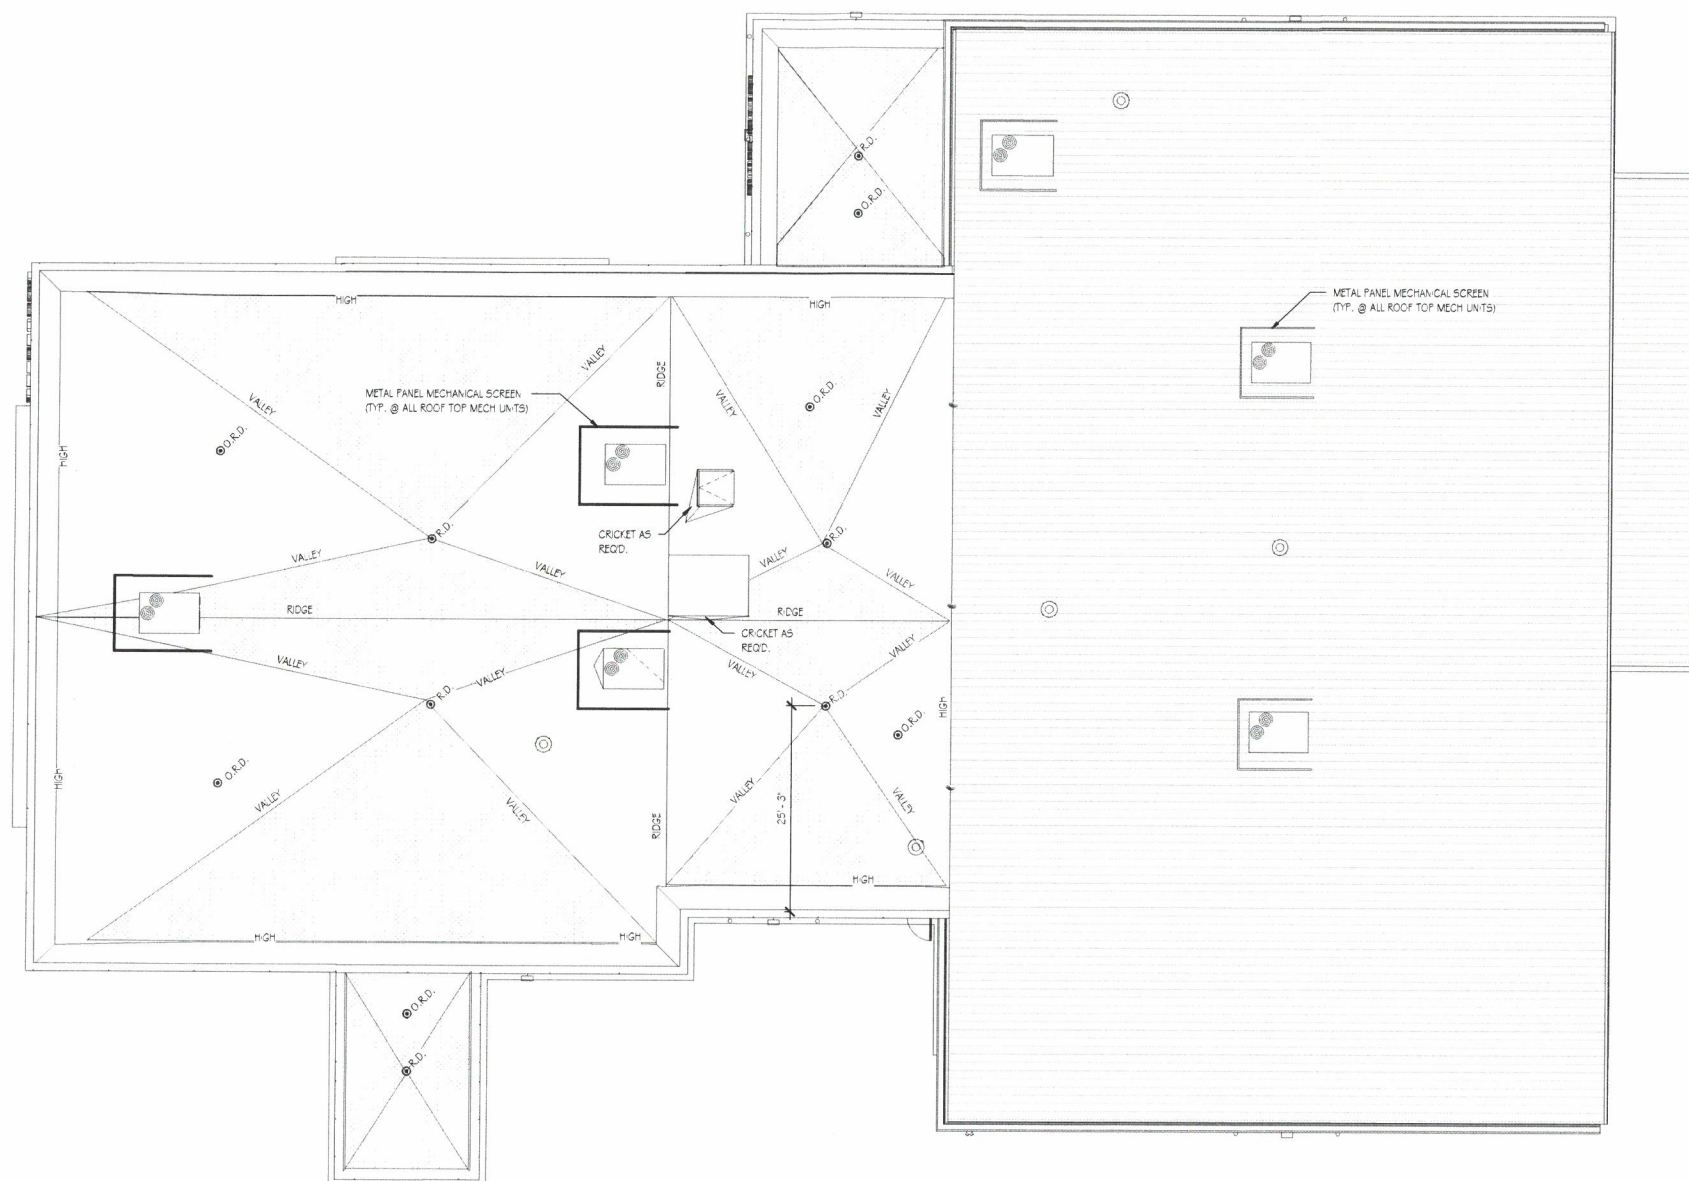 R.D.
O.R.D.
HIGH
HIGH
METAL PANEL MECHANICAL SCREEN
(TYP. @ ALL ROOF TOP MECH UNITS)
VALLEY
RIDGE
METAL PANEL MECHANICAL SCREEN
(TYP. @ ALL ROOF TOP MECH UNITS)
VALLEY
VALLEY
VALLEY
O.R.D.
O.R.D.
HIGH
R.D.
CRICKET AS
REQ'D.
R.D.
VALLEY
VALLEY
VALLEY
VALLEY
RIDGE
RIDGE
CRICKET AS
REQ'D.
VALLEY
VALLEY
VALLEY
VALLEY
R.D.
R.D.
HIGH
O.R.D.
HIGH
O.R.D.
VALLEY
VALLEY
VALLEY
25'- 3"
VALLEY
RIDGE
HIGH
HIGH
HIGH
O.R.D.
R.D.